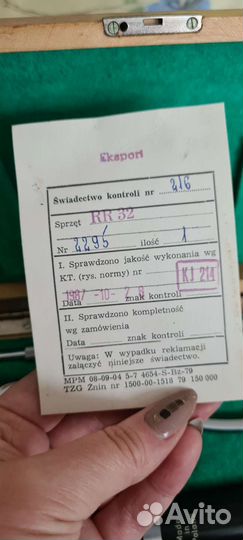 Eksport
Świadectwo kontroli nr 216
Sprzęt RR 32
Nr 2295 ilość 1
I. Sprawdzono jakość wykonania wg
KT. (rys. normy) nr KJ 214
1987 -10- 2 8
Data znak kontroli
II. Sprawdzono kompletność
wg zamówienia
Data znak kontroli
Uwaga: W wypadku reklamacji
załączyć niniejsze świadectwo.
MPM 08-09-04 5-7 4654-S-Bz-79
TZG Żnin nr 1500-00-1518 79 150 000
Made
Avito